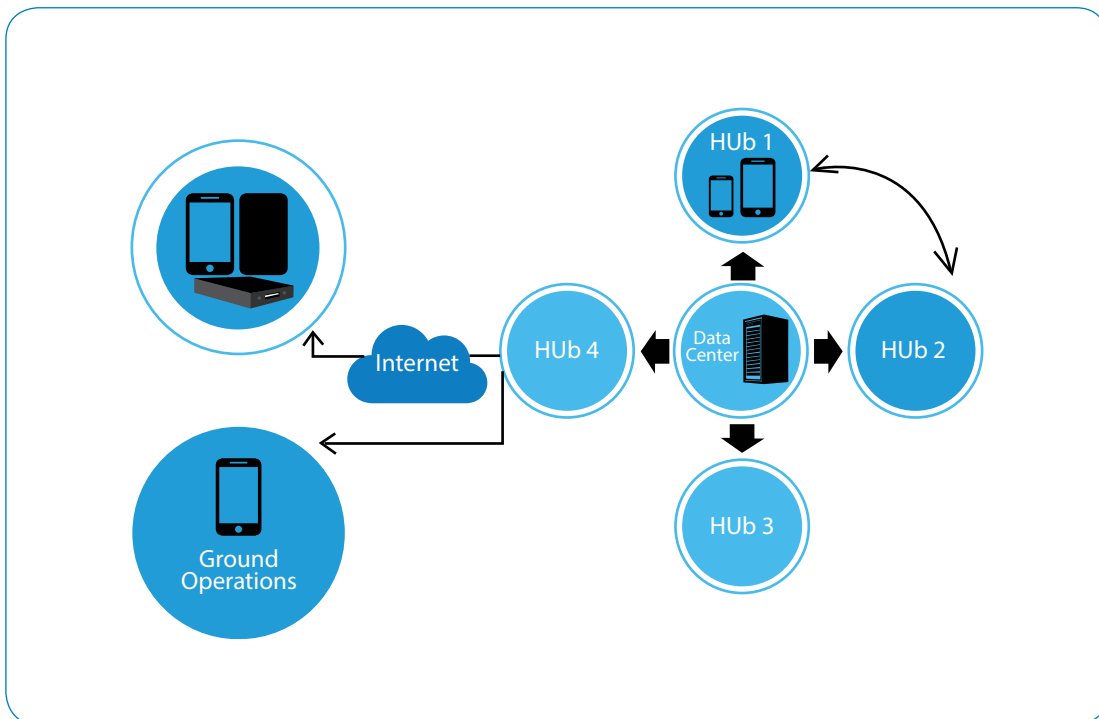 HUb 1
Internet
HUb 4
Data
Center
HUb 2
HUb 3
Ground
Operations